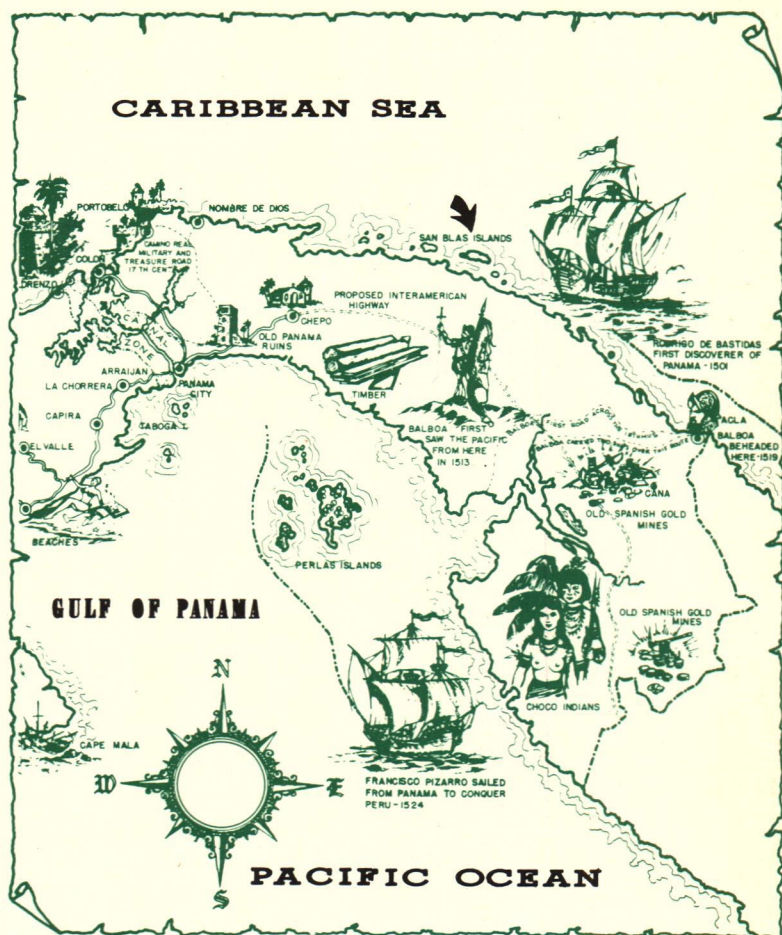 CARIBBEAN SEA
PORTOBELO
NOMBRE DE DIOS
CAMINO REAL
MILITARY AND
TREASURE ROAD
17 TH CENTURY
SAN BLAS ISLANDS
COLON
CANAL
ZONE
PROPOSED INTERAMERICAN
HIGHWAY
CHEPO
OLD PANAMA
RUINS
RODRIGO DE BASTIDAS
FIRST DISCOVERER OF
PANAMA - 1501
ARRAIJAN
LA CHORRERA
PANAMA
CITY
TIMBER
CAPIRA
TABOGA I.
BALBOA FIRST
SAW THE PACIFIC
FROM HERE
IN 1513
ACLA
BALBOA
BEHEADED
HERE-1519
EL VALLE
CANA
OLD SPANISH GOLD
MINES
BEACHES
PERLAS ISLANDS
GULF OF PANAMA
OLD SPANISH GOLD
MINES
CHOCO INDIANS
N
CAPE MALA
W
E
S
FRANCISCO PIZARRO SAILED
FROM PANAMA TO CONQUER
PERU-1524
PACIFIC OCEAN